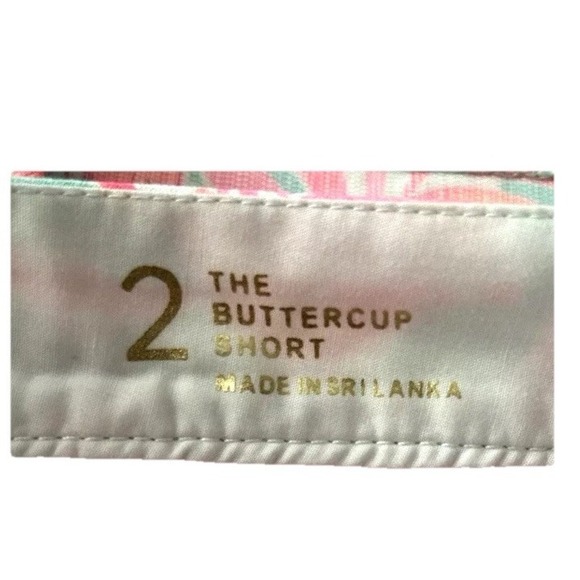 2
THE
BUTTERCUP
SHORT
MADE IN SRI LANKA